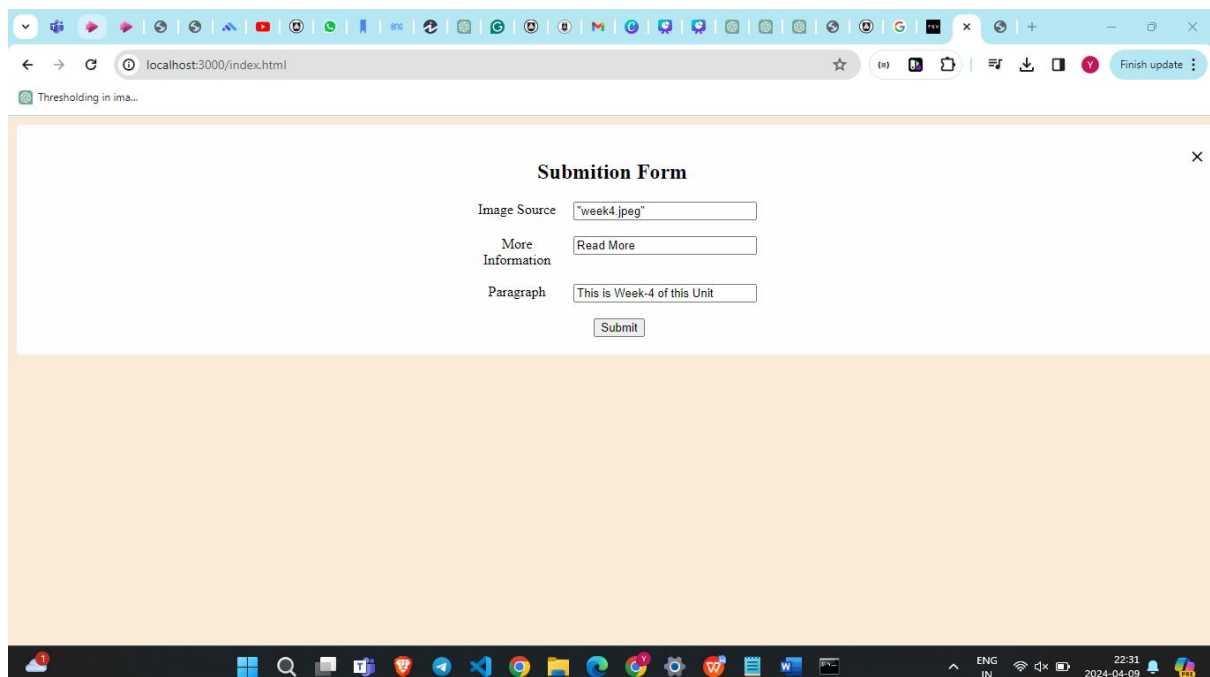 localhost:3000/index.html
Finish update
Thresholding in ima...
Submition Form
Image Source
"week4.jpeg"
More
Information
Read More
Paragraph
This is Week-4 of this Unit
Submit
ENG
IN
22:31
2024-04-09